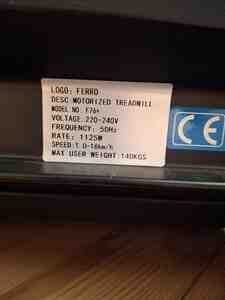 LOGO: FERRO
DESC:MOTORIZED TREADMILL
MODEL NO. F764
VOLTAGE:220-240V
FREQUENCY: 50Hz
RATE: 1125W
SPEED:1.0-18km/h
MAX USER WEIGHT:140KGS
CE